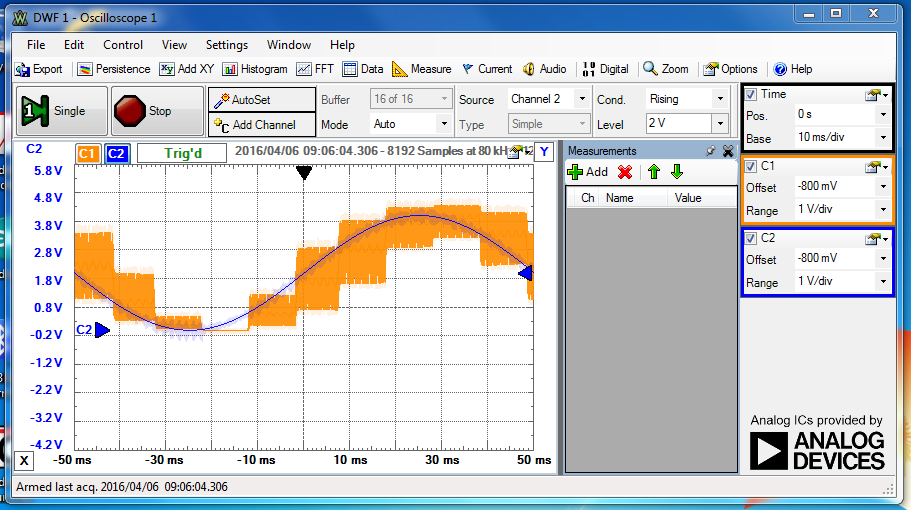 DWF 1 - Oscilloscope 1
File Edit Control View Settings Window Help
Export Persistence Add XY Histogram FFT Data Measure Current Audio Digital Zoom Options Help
Single Stop AutoSet Buffer 16 of 16 Source Channel 2 Cond. Rising
Add Channel Mode Auto Type Simple Level 2 V
Time
Pos. 0 s
Base 10 ms/div
C1
Offset -800 mV
Range 1 V/div
C2
Offset -800 mV
Range 1 V/div
C2 C1 C2 Trig'd 2016/04/06 09:06:04.306 - 8192 Samples at 80 kH Y
5.8 V
4.8 V
3.8 V
2.8 V
1.8 V
0.8 V
-0.2 V
-1.2 V
-2.2 V
-3.2 V
-4.2 V
C2
X -50 ms -30 ms -10 ms 10 ms 30 ms 50 ms
Measurements
Add
Ch Name Value
Analog ICs provided by
ANALOG
DEVICES
Armed last acq. 2016/04/06 09:06:04.306